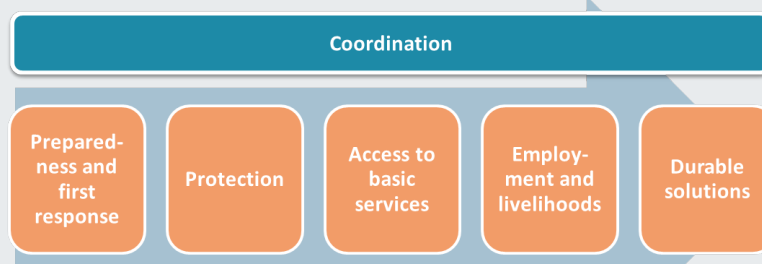 Coordination
Prepared-
ness and
first
response
Protection
Access to
basic
services
Employ-
ment and
livelihoods
Durable
solutions